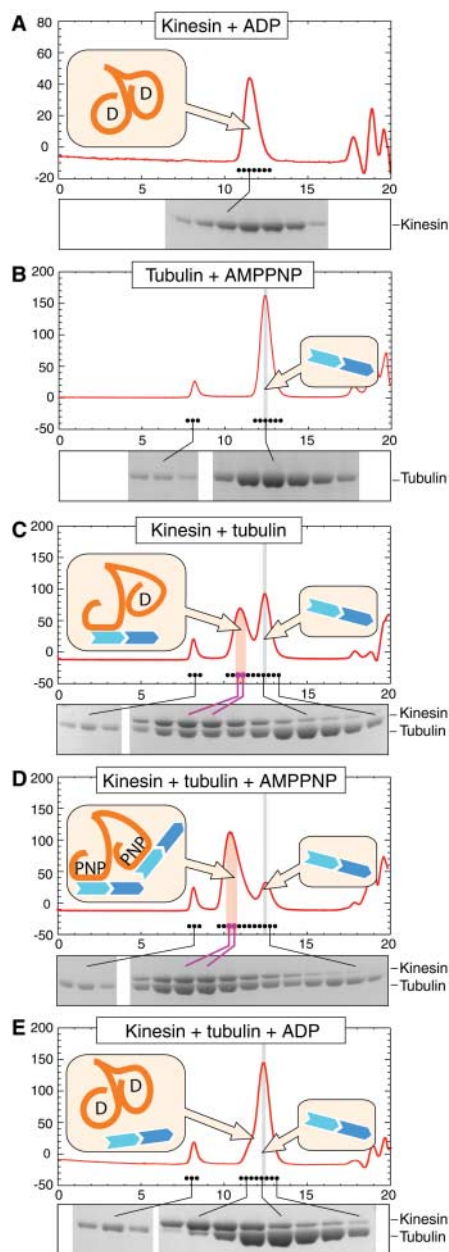 A
Kinesin + ADP
80
60
40
20
0
-20
D
D
0 5 10 15 20
–Kinesin
B
Tubulin + AMPPNP
200
150
100
50
0
-50
0 5 10 15 20
–Tubulin
C
Kinesin + tubulin
200
150
100
50
0
-50
D
0 5 10 15 20
Kinesin
Tubulin
D
Kinesin + tubulin + AMPPNP
200
150
100
50
0
-50
PNP
PNP
0 5 10 15 20
Kinesin
Tubulin
E
Kinesin + tubulin + ADP
200
150
100
50
0
-50
D
D
0 5 10 15 20
Kinesin
Tubulin